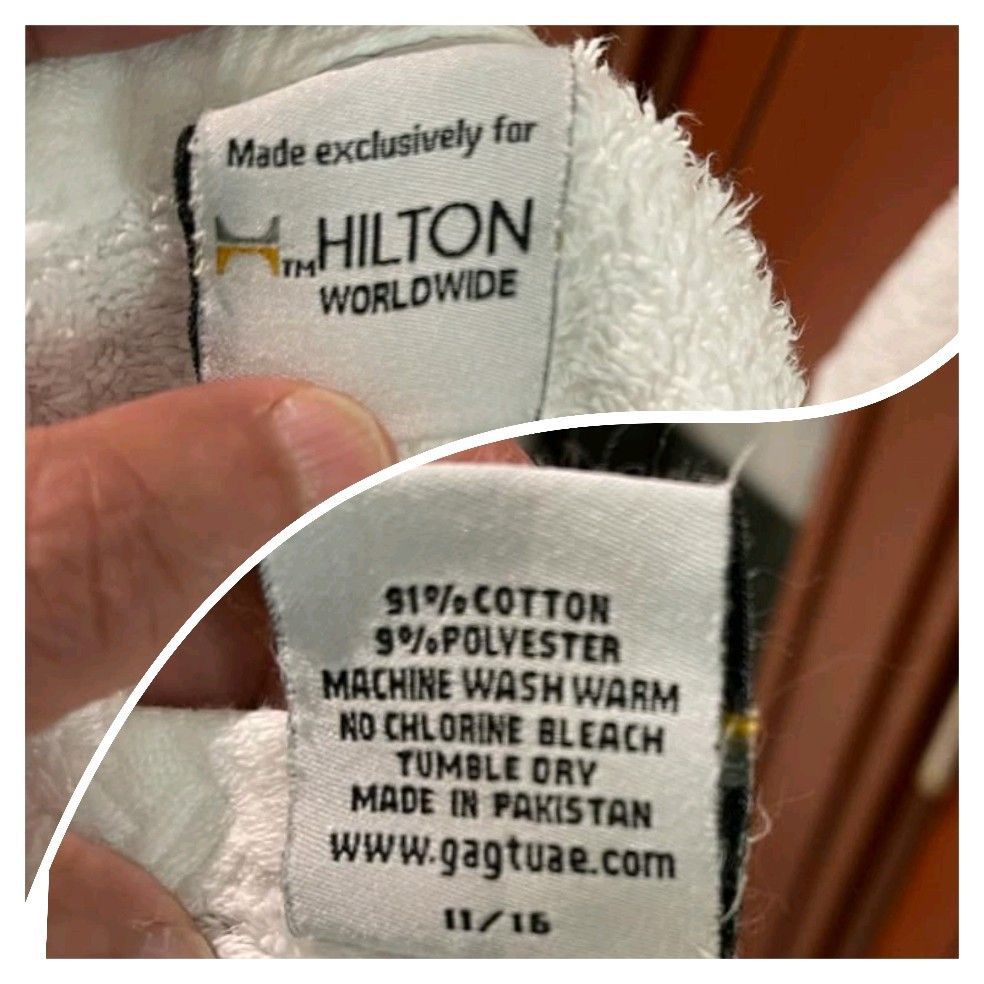 Made exclusively for
™ HILTON
WORLDWIDE
91% COTTON
9% POLYESTER
MACHINE WASH WARM
NO CHLORINE BLEACH
TUMBLE DRY
MADE IN PAKISTAN
www.gagtuae.com
11/16